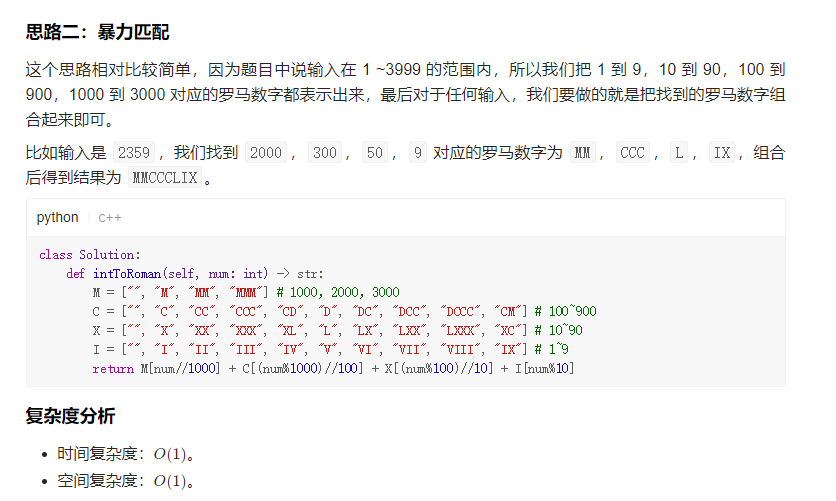 思路二：暴力匹配
这个思路相对比较简单，因为题目中说输入在 1 ~3999 的范围内，所以我们把 1 到 9，10 到 90，100 到
900，1000 到 3000 对应的罗马数字都表示出来，最后对于任何输入，我们要做的就是把找到的罗马数字组
合起来即可。
比如输入是 2359 ，我们找到 2000 ， 300 ， 50 ， 9 对应的罗马数字为 MM ， CCC ， L ， IX ，组合
后得到结果为 MMCCCLIX 。
python c++
class Solution:
    def intToRoman(self, num: int) -> str:
        M = ["", "M", "MM", "MMM"] # 1000，2000，3000
        C = ["", "C", "CC", "CCC", "CD", "D", "DC", "DCC", "DCCC", "CM"] # 100~900
        X = ["", "X", "XX", "XXX", "XL", "L", "LX", "LXX", "LXXX", "XC"] # 10~90
        I = ["", "I", "II", "III", "IV", "V", "VI", "VII", "VIII", "IX"] # 1~9
        return M[num//1000] + C[(num%1000)//100] + X[(num%100)//10] + I[num%10]
复杂度分析
• 时间复杂度：O(1)。
• 空间复杂度：O(1)。